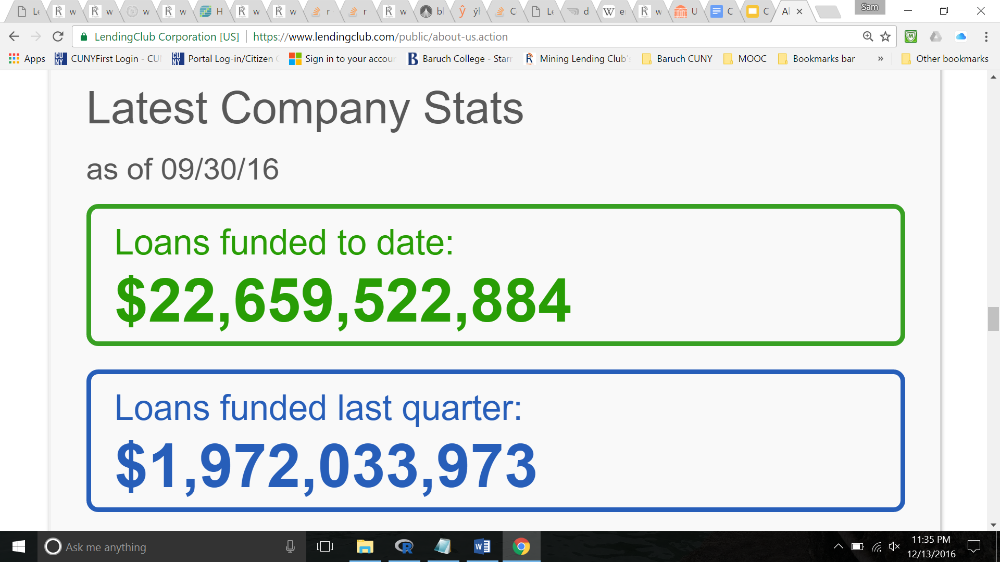 Le
w
w
w
w
H
w
w
r
r
w
bl
ŷl
C
Le
d
e
w
U
C
C
Al
Sam
LendingClub Corporation [US]
https://www.lendingclub.com/public/about-us.action
Apps
CUNYFirst Login - CU
Portal Log-in/Citizen
Sign in to your accour
Baruch College - Starr
Mining Lending Club's
Baruch CUNY
MOOC
Bookmarks bar
»
Other bookmarks
Latest Company Stats
as of 09/30/16
Loans funded to date:
$22,659,522,884
Loans funded last quarter:
$1,972,033,973
Ask me anything
11:35 PM
12/13/2016